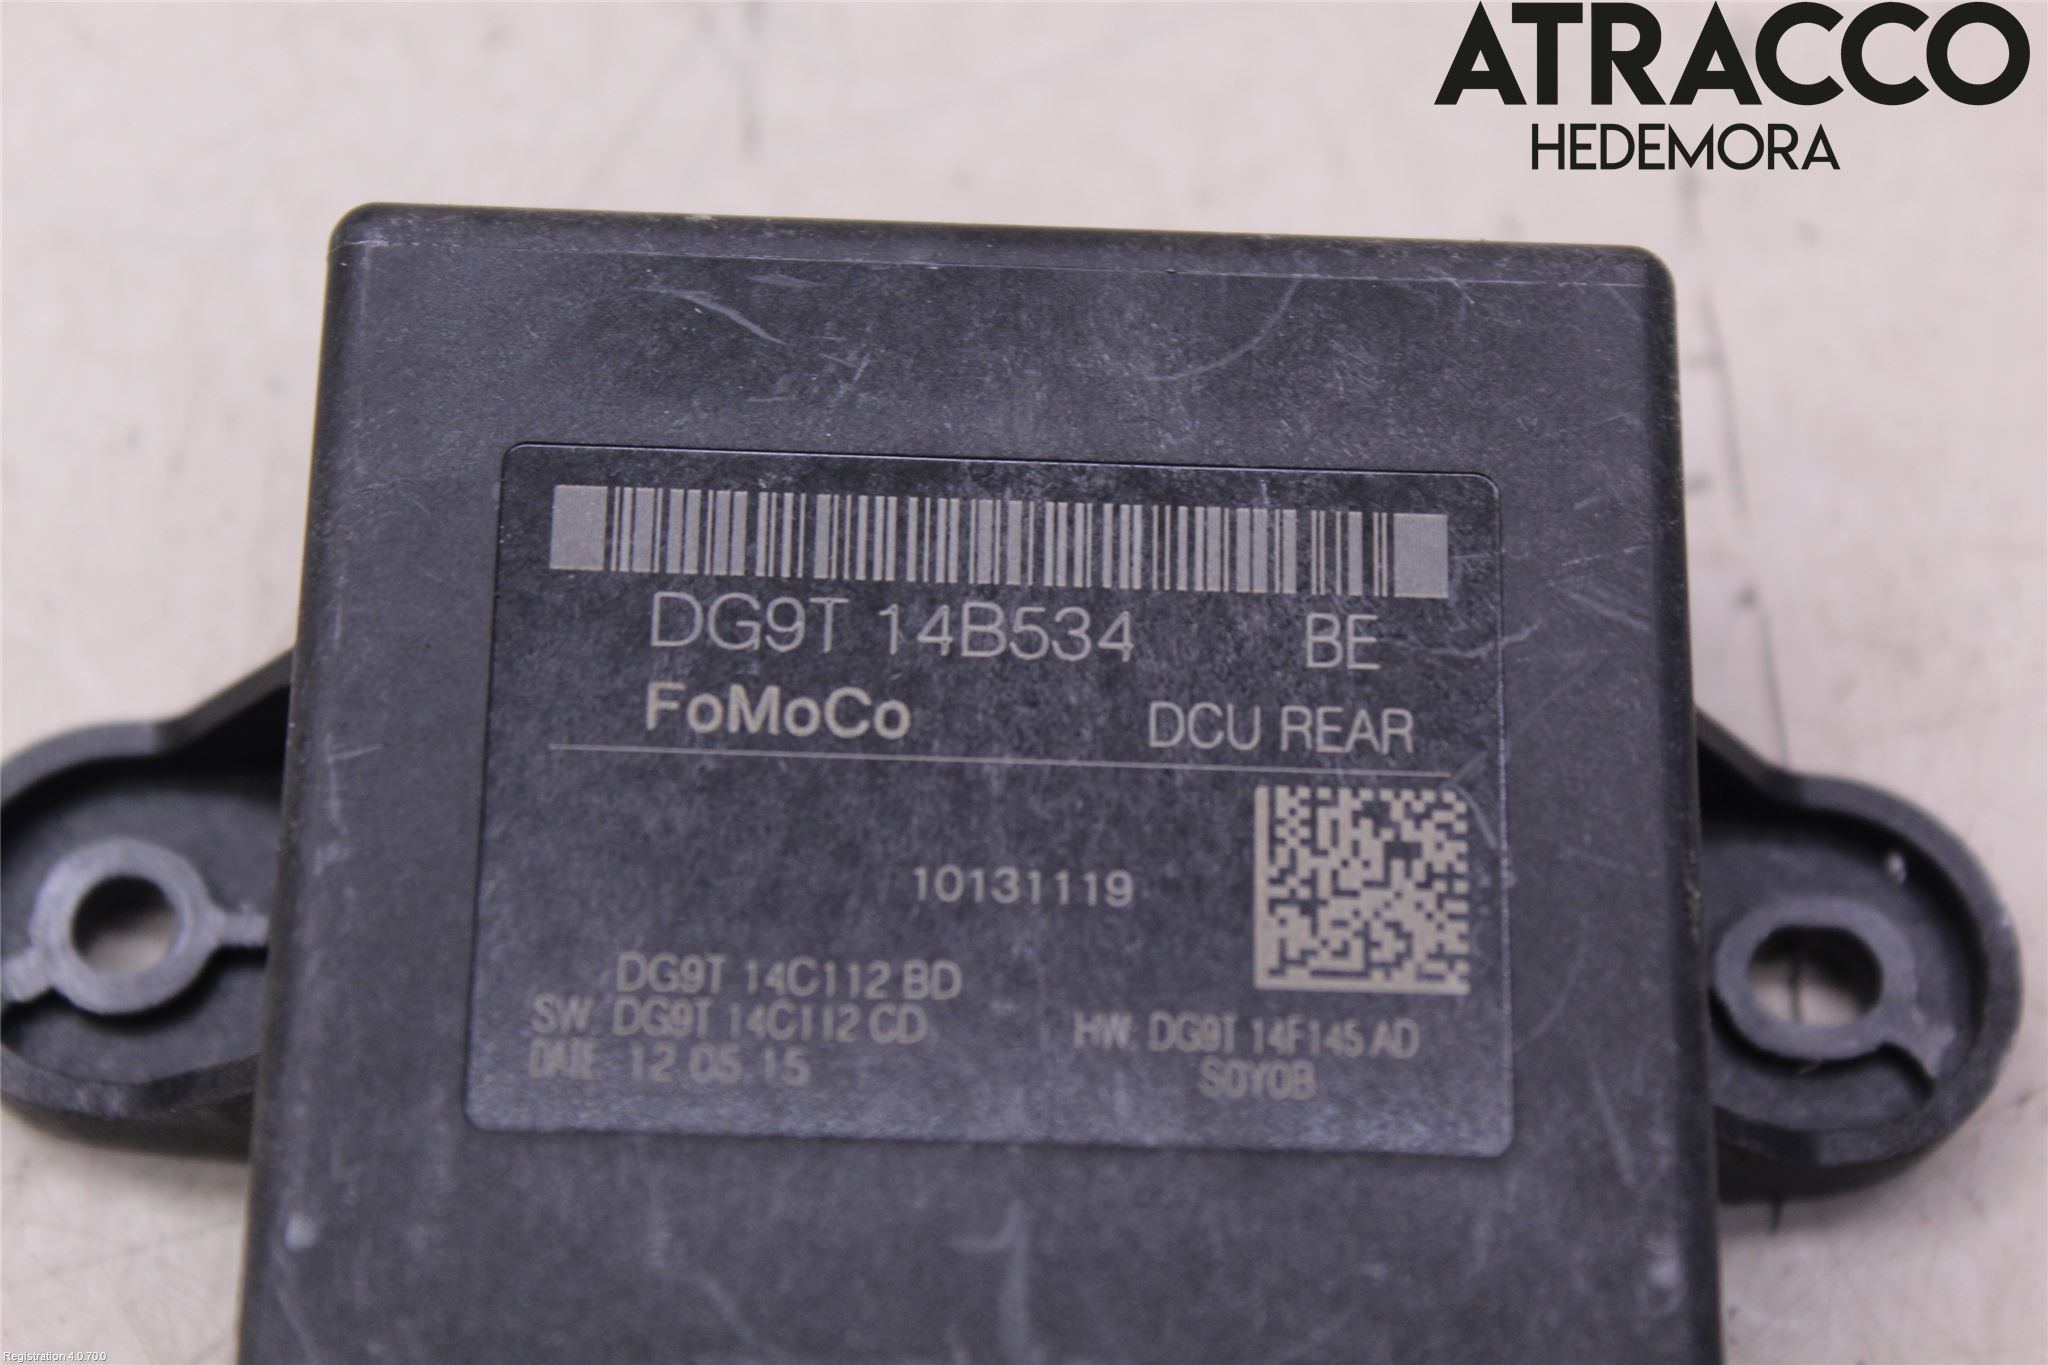 ATRACCO
HEDEMORA
DG9T 14B534 BE
FoMoCo DCU REAR
10131119
DG9T 14C112 BD
SW: DG9T 14C112 CD HW: DG9T 14F145 AD
DATE: 12.05.15 S0Y0B
Registration 4.0.70.0